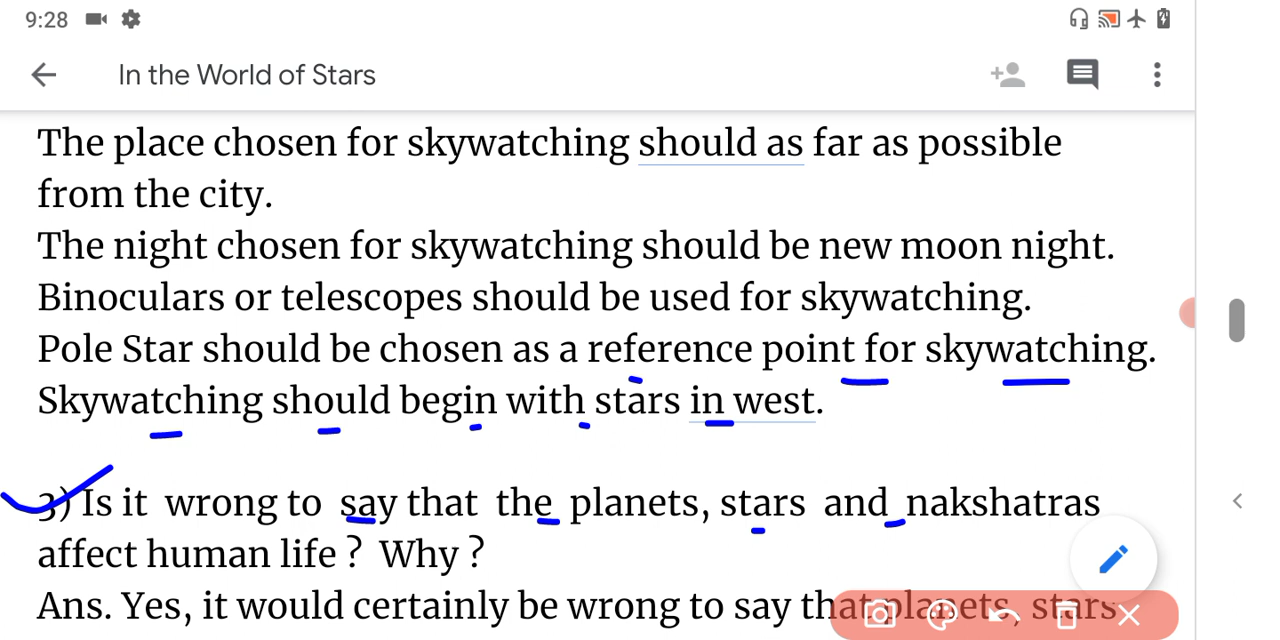 9:28
In the World of Stars
The place chosen for skywatching should as far as possible
from the city.
The night chosen for skywatching should be new moon night.
Binoculars or telescopes should be used for skywatching.
Pole Star should be chosen as a reference point for skywatching.
Skywatching should begin with stars in west.
3) Is it wrong to say that the planets, stars and nakshatras
affect human life ? Why ?
Ans. Yes, it would certainly be wrong to say that planets, stars